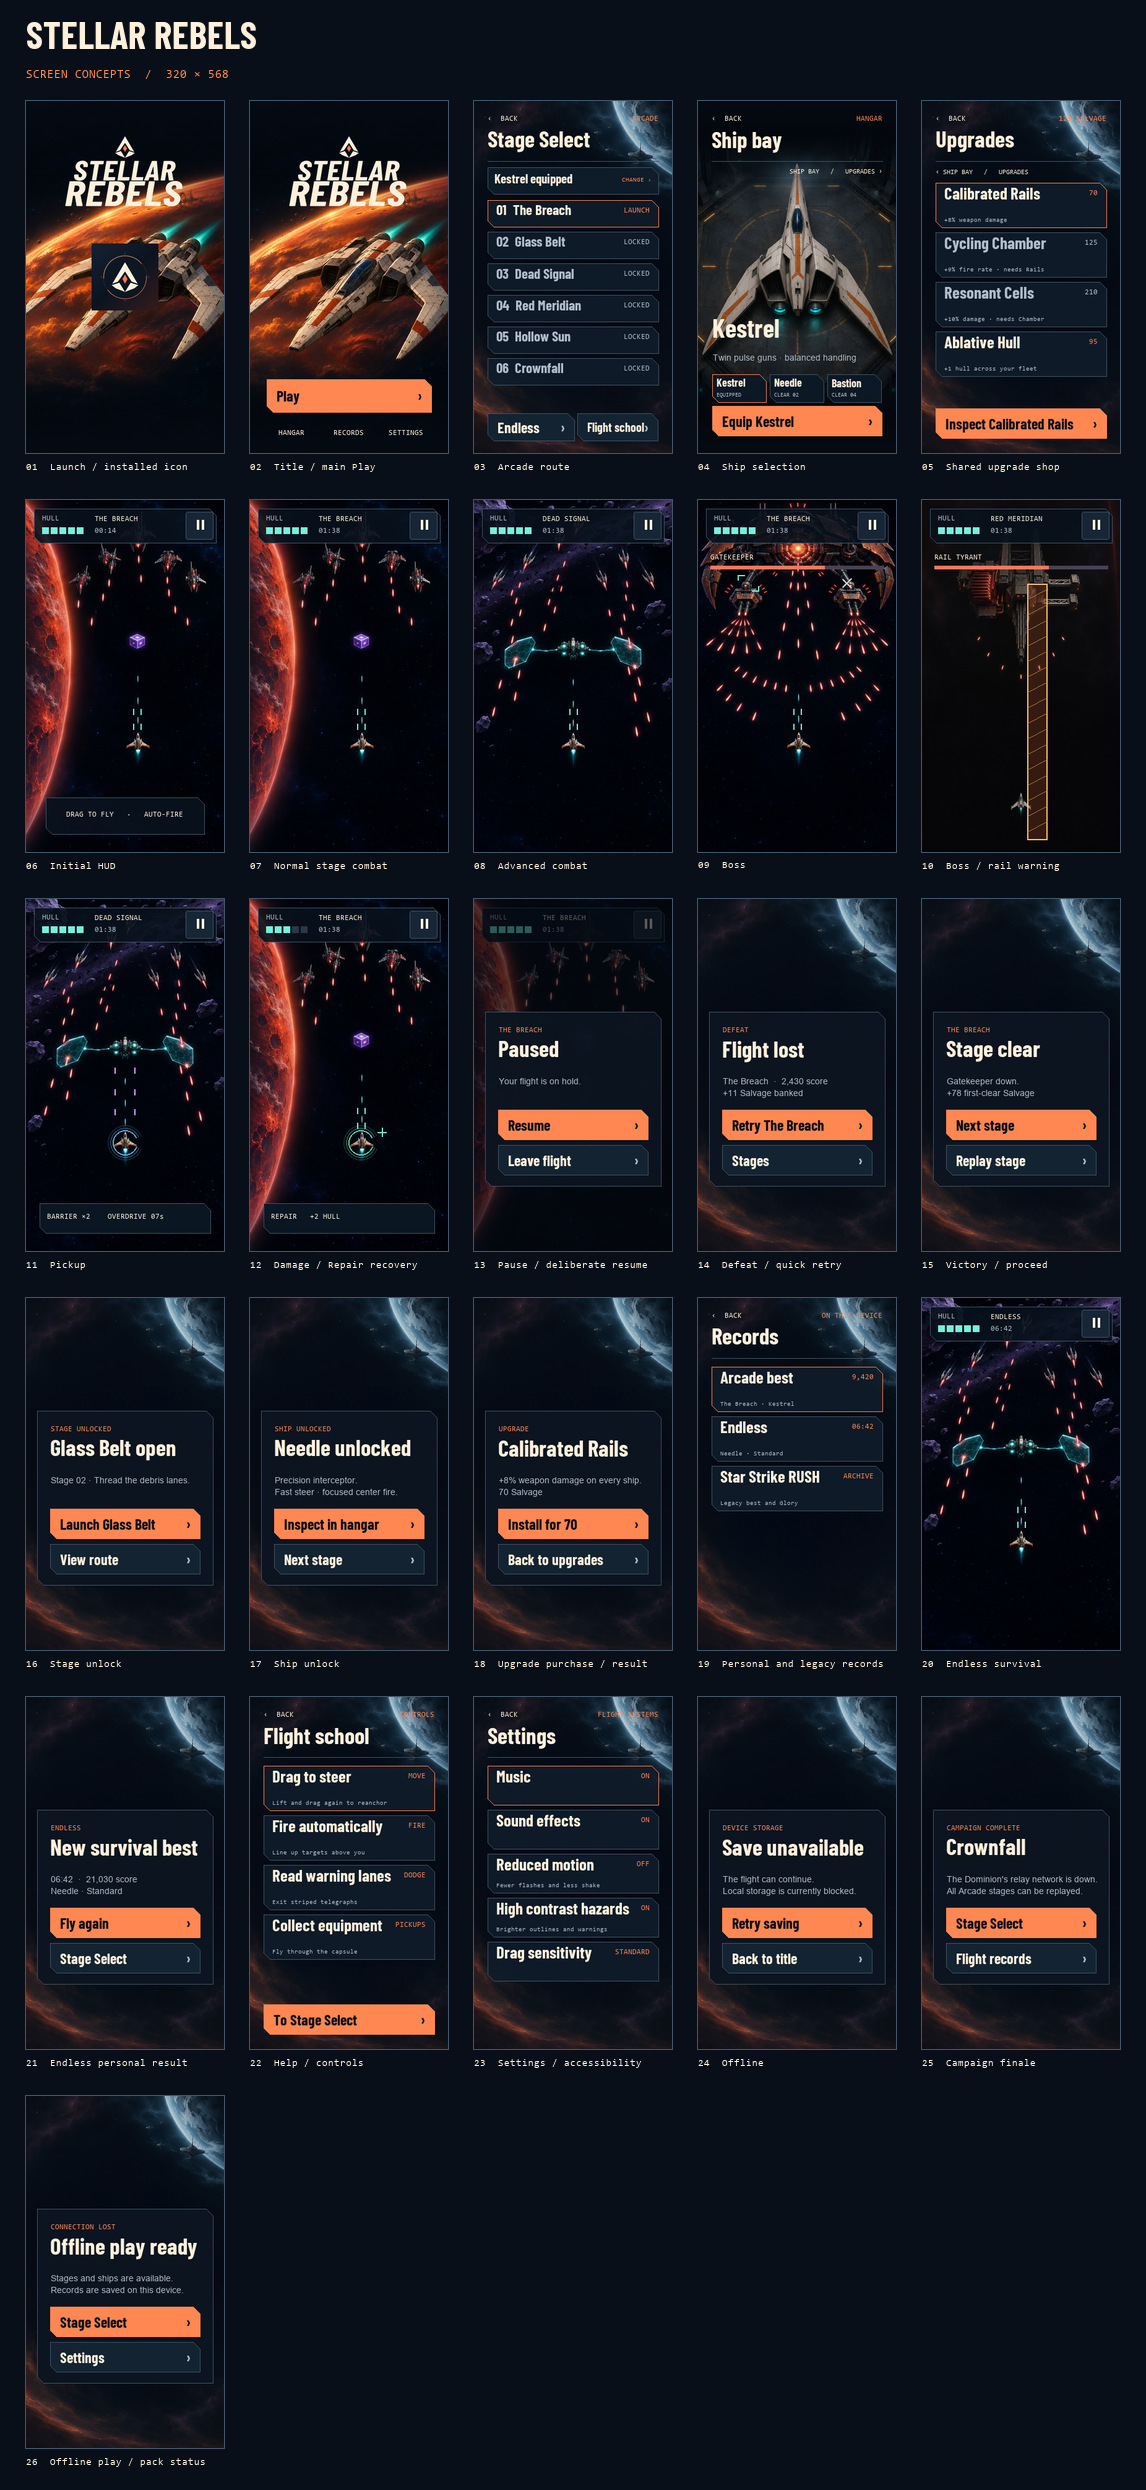 STELLAR REBELS
SCREEN CONCEPTS / 320 × 568
STELLAR
REBELS
01 Launch / installed icon
STELLAR
REBELS
Play ›
HANGAR RECORDS SETTINGS
02 Title / main Play
‹ BACK ARCADE
Stage Select
Kestrel equipped CHANGE ›
01 The Breach LAUNCH
02 Glass Belt LOCKED
03 Dead Signal LOCKED
04 Red Meridian LOCKED
05 Hollow Sun LOCKED
06 Crownfall LOCKED
Endless › Flight school ›
03 Arcade route
‹ BACK HANGAR
Ship bay
SHIP BAY / UPGRADES ›
Kestrel
Twin pulse guns · balanced handling
Kestrel Needle Bastion
EQUIPPED CLEAR 02 CLEAR 04
Equip Kestrel ›
04 Ship selection
‹ BACK SALVAGE
Upgrades
‹ SHIP BAY / UPGRADES
Calibrated Rails 70
+8% weapon damage
Cycling Chamber 125
+9% fire rate · needs Rails
Resonant Cells 210
+10% damage · needs Chamber
Ablative Hull 95
+1 hull across your fleet
Inspect Calibrated Rails ›
05 Shared upgrade shop
HULL THE BREACH
00:14
DRAG TO FLY · AUTO-FIRE
06 Initial HUD
HULL THE BREACH
01:38
07 Normal stage combat
HULL DEAD SIGNAL
01:38
08 Advanced combat
HULL THE BREACH
01:38
GATEKEEPER
09 Boss
HULL RED MERIDIAN
01:38
RAIL TYRANT
10 Boss / rail warning
HULL DEAD SIGNAL
01:38
BARRIER ×2 OVERDRIVE 07s
11 Pickup
HULL THE BREACH
01:38
REPAIR +2 HULL
12 Damage / Repair recovery
HULL THE BREACH
01:38
THE BREACH
Paused
Your flight is on hold.
Resume ›
Leave flight ›
13 Pause / deliberate resume
DEFEAT
Flight lost
The Breach · 2,430 score
+11 Salvage banked
Retry The Breach ›
Stages ›
14 Defeat / quick retry
THE BREACH
Stage clear
Gatekeeper down.
+78 first-clear Salvage
Next stage ›
Replay stage ›
15 Victory / proceed
STAGE UNLOCKED
Glass Belt open
Stage 02 · Thread the debris lanes.
Launch Glass Belt ›
View route ›
16 Stage unlock
SHIP UNLOCKED
Needle unlocked
Precision interceptor.
Fast steer · focused center fire.
Inspect in hangar ›
Next stage ›
17 Ship unlock
UPGRADE
Calibrated Rails
+8% weapon damage on every ship.
70 Salvage
Install for 70 ›
Back to upgrades ›
18 Upgrade purchase / result
‹ BACK ON THIS DEVICE
Records
Arcade best 9,420
The Breach · Kestrel
Endless 06:42
Needle · Standard
Star Strike RUSH ARCHIVE
Legacy best and Glory
19 Personal and legacy records
HULL ENDLESS
06:42
20 Endless survival
ENDLESS
New survival best
06:42 · 21,030 score
Needle · Standard
Fly again ›
Stage Select ›
21 Endless personal result
‹ BACK CONTROLS
Flight school
Drag to steer MOVE
Lift and drag again to reanchor
Fire automatically FIRE
Line up targets above you
Read warning lanes DODGE
Exit striped telegraphs
Collect equipment PICKUPS
Fly through the capsule
To Stage Select ›
22 Help / controls
‹ BACK FLIGHT SYSTEMS
Settings
Music ON
Sound effects ON
Reduced motion OFF
Fewer flashes and less shake
High contrast hazards ON
Brighter outlines and warnings
Drag sensitivity STANDARD
23 Settings / accessibility
DEVICE STORAGE
Save unavailable
The flight can continue.
Local storage is currently blocked.
Retry saving ›
Back to title ›
24 Offline
CAMPAIGN COMPLETE
Crownfall
The Dominion's relay network is down.
All Arcade stages can be replayed.
Stage Select ›
Flight records ›
25 Campaign finale
CONNECTION LOST
Offline play ready
Stages and ships are available.
Records are saved on this device.
Stage Select ›
Settings ›
26 Offline play / pack status